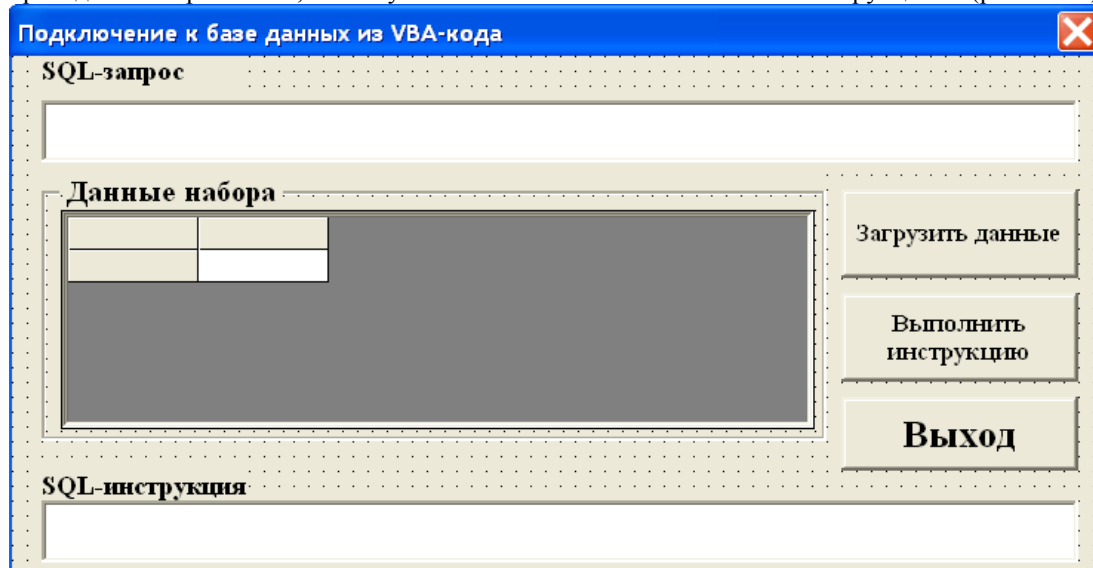 Подключение к базе данных из VBA-кода
SQL-запрос
Данные набора
Загрузить данные
Выполнить
инструкцию
Выход
SQL-инструкция